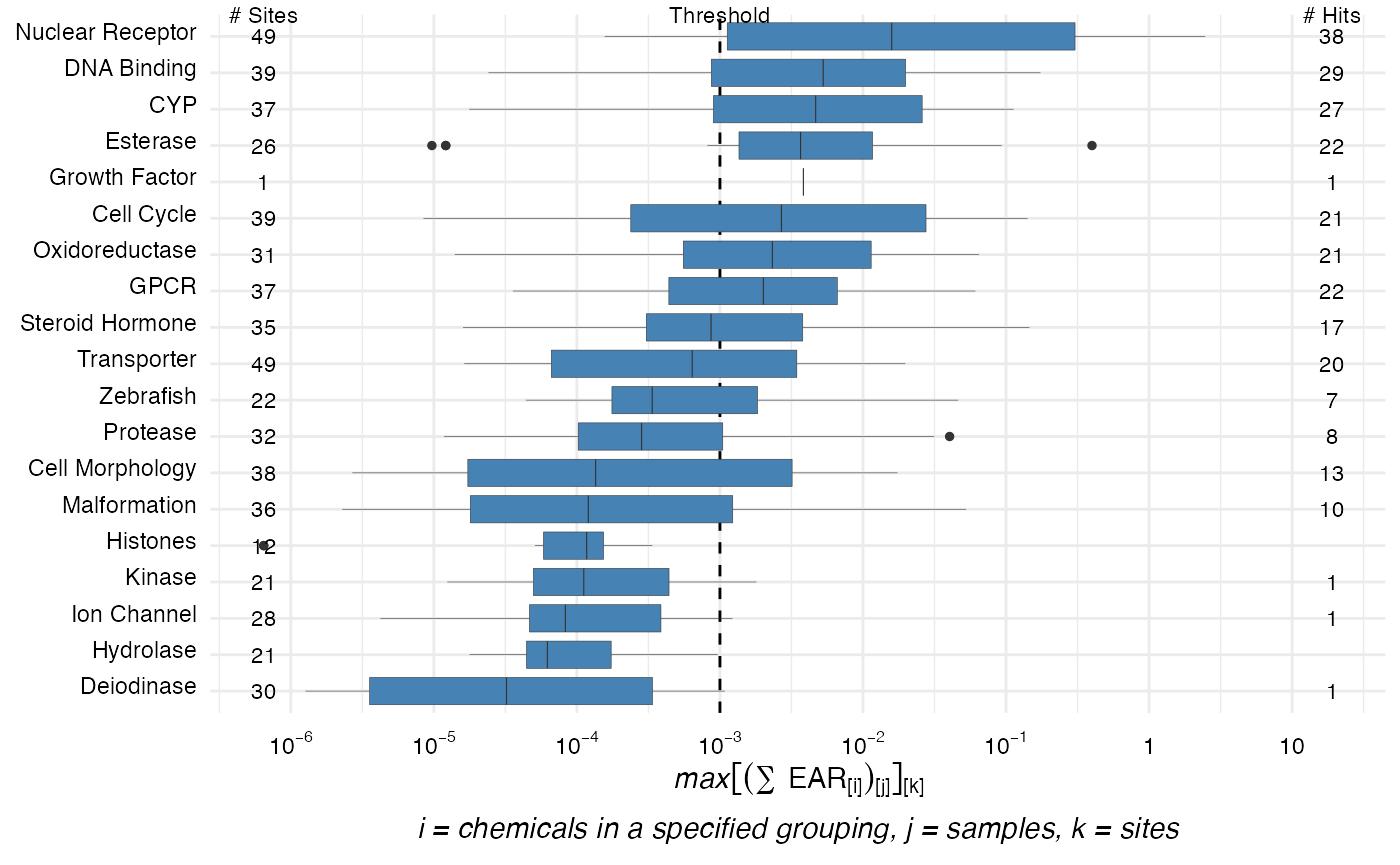 # Sites Threshold # Hits
Nuclear Receptor 49 38
DNA Binding 39 29
CYP 37 27
Esterase 26 22
Growth Factor 1 1
Cell Cycle 39 21
Oxidoreductase 31 21
GPCR 37 22
Steroid Hormone 35 17
Transporter 49 20
Zebrafish 22 7
Protease 32 8
Cell Morphology 38 13
Malformation 36 10
Histones 12
Kinase 21 1
Ion Channel 28 1
Hydrolase 21
Deiodinase 30 1
10⁻⁶ 10⁻⁵ 10⁻⁴ 10⁻³ 10⁻² 10⁻¹ 1 10
max[(∑ EAR[i])[j]][k]
i = chemicals in a specified grouping, j = samples, k = sites